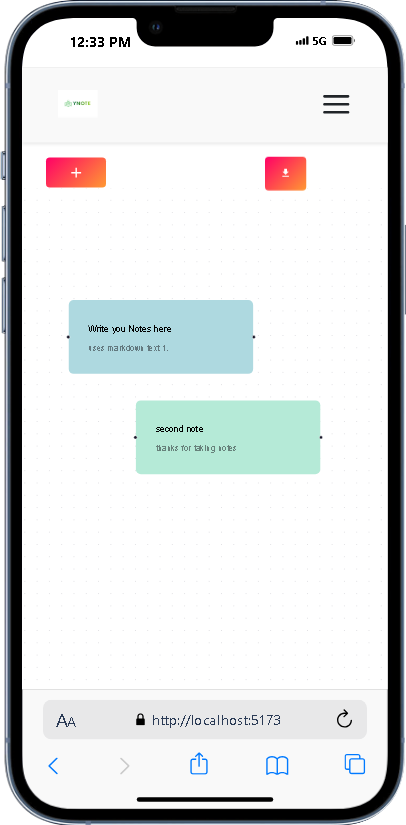 12:33 PM
5G
YNOTE
Write you Notes here
uses markdown text 1.
second note
thanks for taking notes
AA
http://localhost:5173